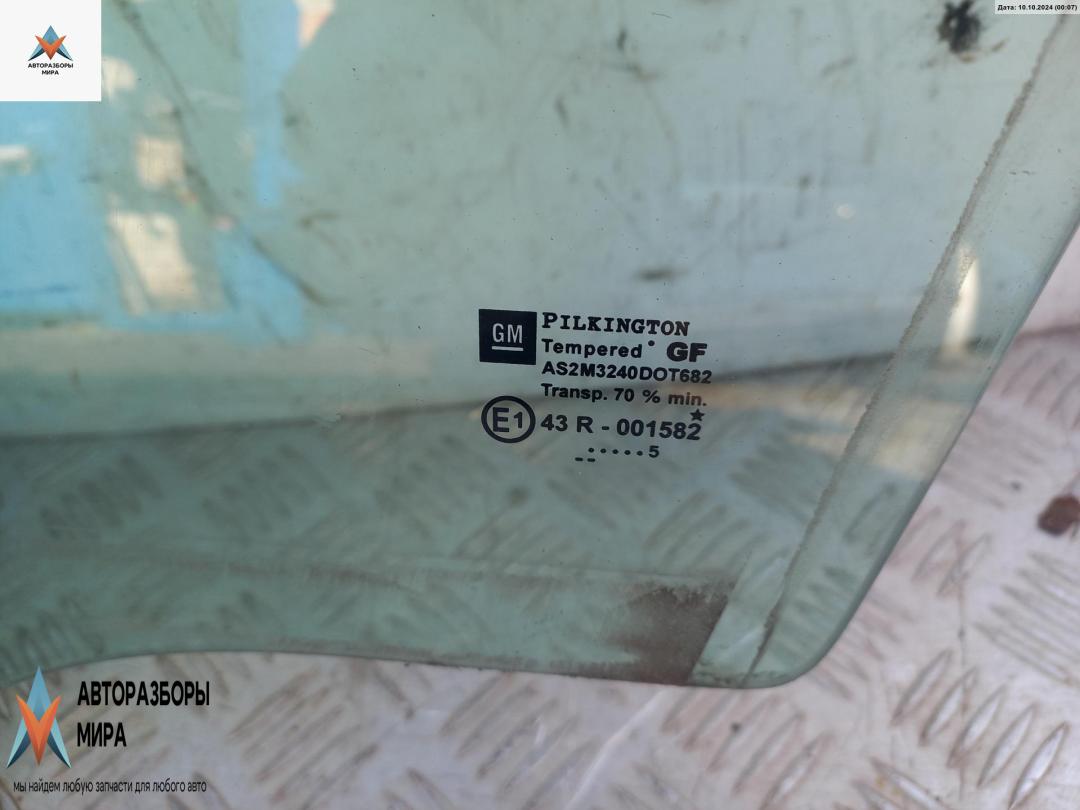 Дата: 10.10.2024 (00:07)
АВТОРАЗБОРЫ
МИРА
GM
PILKINGTON
Tempered GF
AS2M3240DOT682
Transp. 70 % min.
E1 43 R - 001582
.....5
АВТОРАЗБОРЫ
МИРА
мы найдем любую запчасти для любого авто